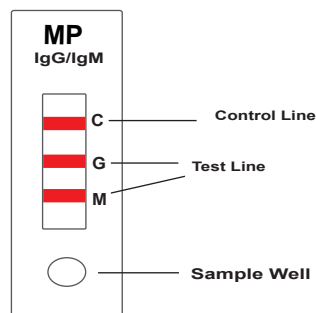 MP
IgG/IgM
C Control Line
G Test Line
M
Sample Well